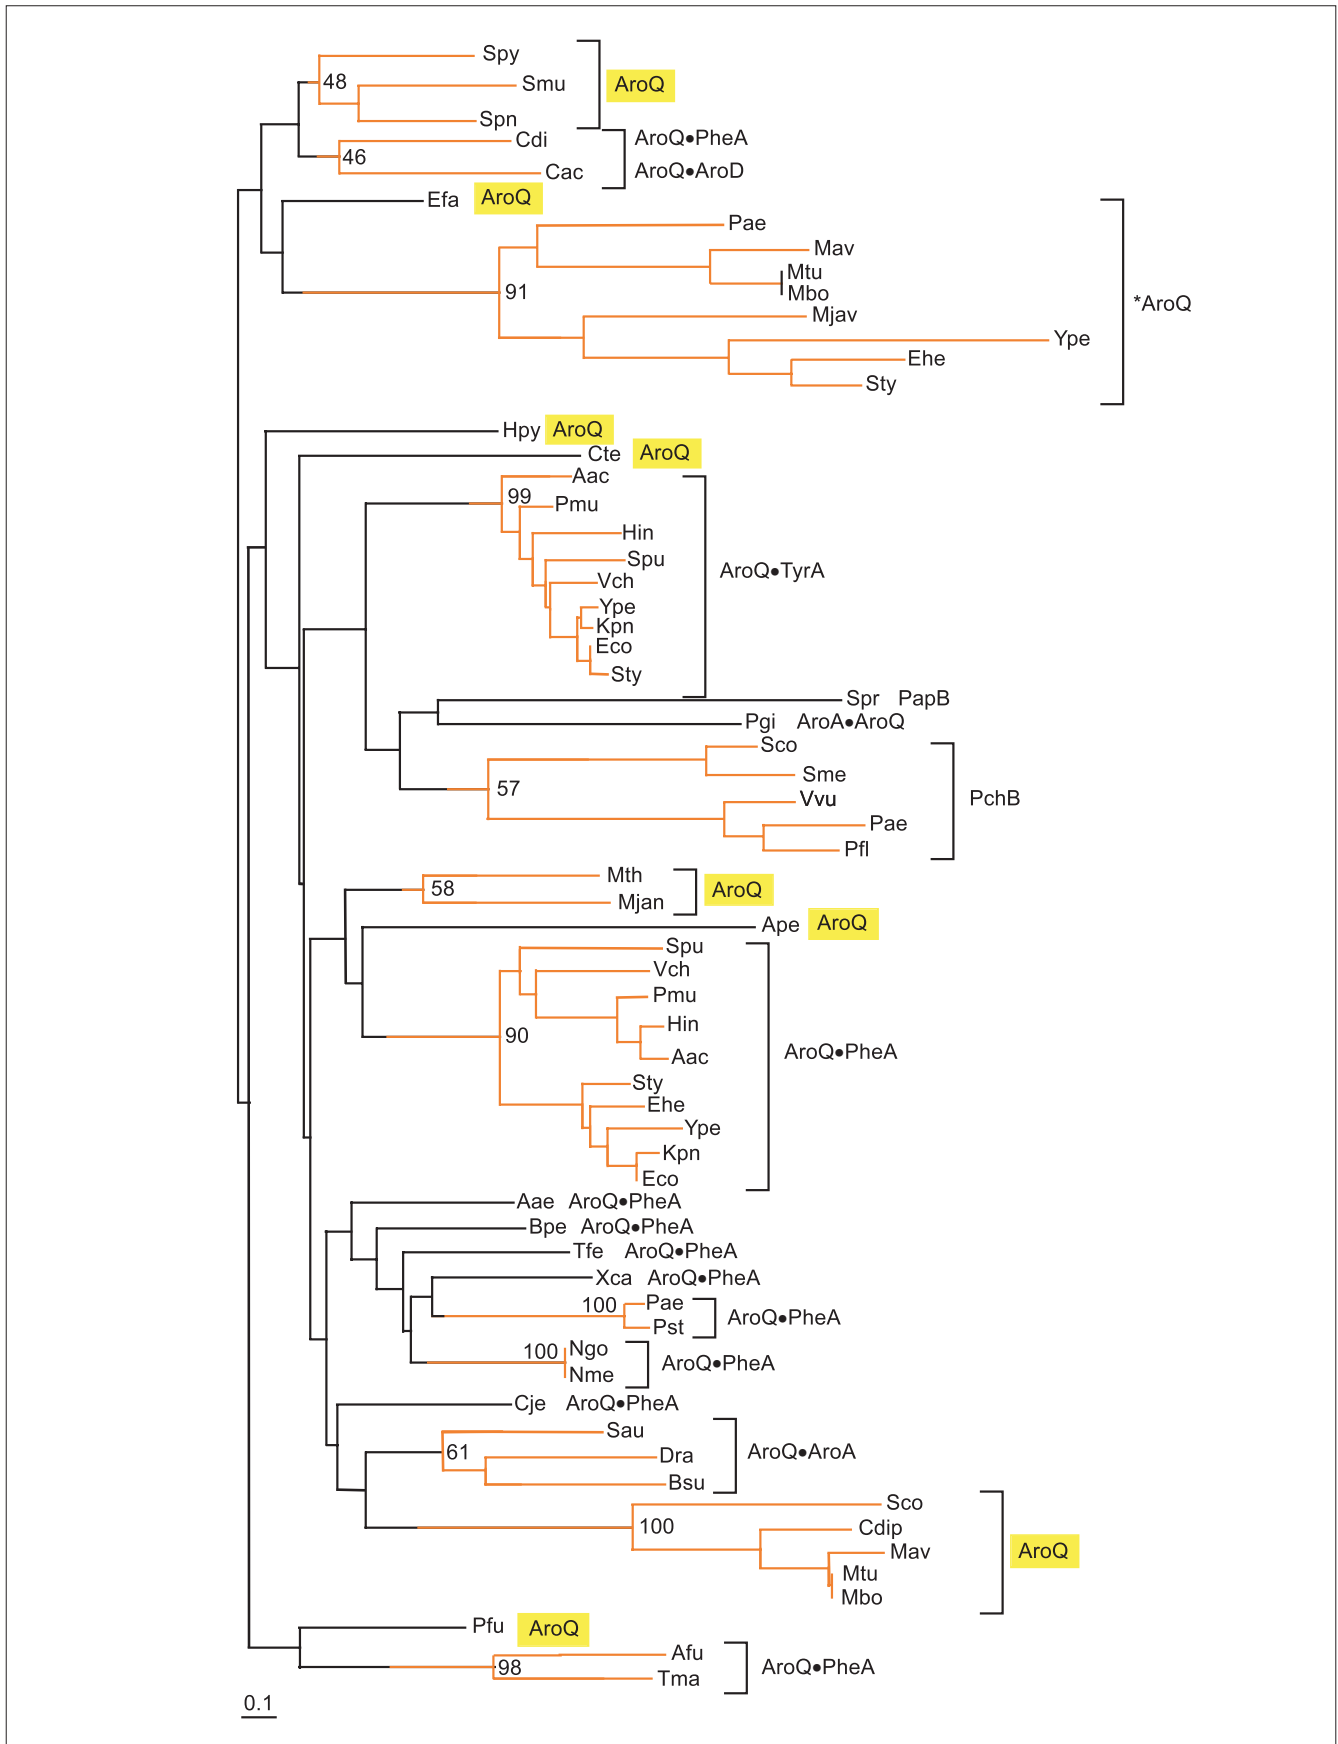 Spy
48
Smu
AroQ
Spn
Cdi
AroQ•PheA
46
Cac
AroQ•AroD
Efa AroQ
Pae
Mav
Mtu
91
Mbo
*AroQ
Mjav
Ype
Ehe
Sty
Hpy AroQ
Cte AroQ
Aac
99
Pmu
Hin
Spu
AroQ•TyrA
Vch
Ype
Kpn
Eco
Sty
Spr PapB
Pgi AroA•AroQ
Sco
Sme
57
Vvu
PchB
Pae
Pfl
Mth
58
AroQ
Mjan
Ape AroQ
Spu
Vch
Pmu
Hin
90
AroQ•PheA
Aac
Sty
Ehe
Ype
Kpn
Eco
Aae AroQ•PheA
Bpe AroQ•PheA
Tfe AroQ•PheA
Xca AroQ•PheA
100
Pae
AroQ•PheA
Pst
100
Ngo
AroQ•PheA
Nme
Cje AroQ•PheA
Sau
61
AroQ•AroA
Dra
Bsu
Sco
100
Cdip
Mav
AroQ
Mtu
Mbo
Pfu AroQ
Afu
98
AroQ•PheA
Tma
0.1